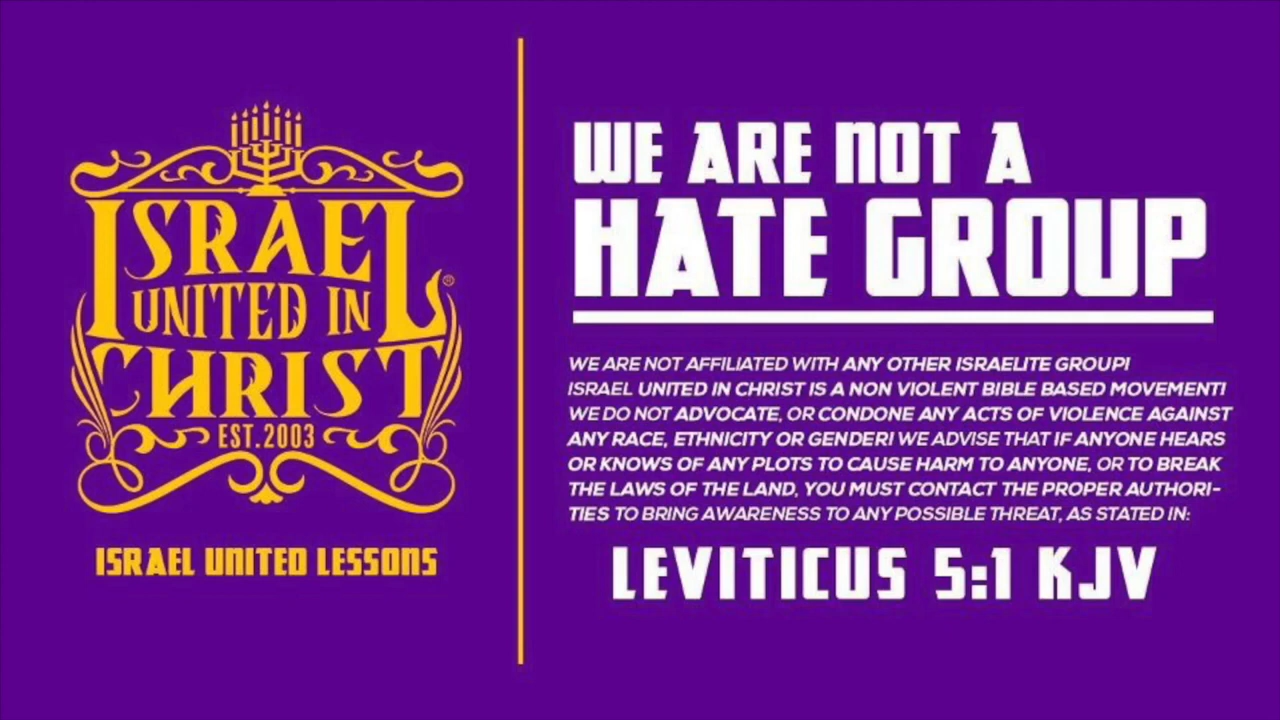 ISRAEL
UNITED IN
CHRIST
EST.2003
ISRAEL UNITED LESSONS
WE ARE NOT A
HATE GROUP
WE ARE NOT AFFILIATED WITH ANY OTHER ISRAELITE GROUP!
ISRAEL UNITED IN CHRIST IS A NON VIOLENT BIBLE BASED MOVEMENT!
WE DO NOT ADVOCATE, OR CONDONE ANY ACTS OF VIOLENCE AGAINST
ANY RACE, ETHNICITY OR GENDER! WE ADVISE THAT IF ANYONE HEARS
OR KNOWS OF ANY PLOTS TO CAUSE HARM TO ANYONE, OR TO BREAK
THE LAWS OF THE LAND, YOU MUST CONTACT THE PROPER AUTHORI-
TIES TO BRING AWARENESS TO ANY POSSIBLE THREAT, AS STATED IN:
LEVITICUS 5:1 KJV